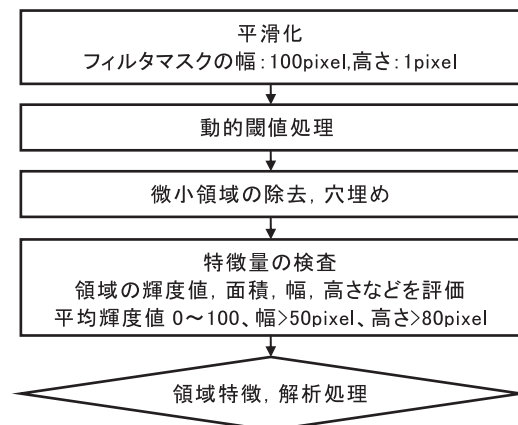 平滑化
フィルタマスクの幅:100pixel,高さ:1pixel
動的閾値処理
微小領域の除去, 穴埋め
特徴量の検査
領域の輝度値, 面積, 幅, 高さなどを評価
平均輝度値 0～100、幅>50pixel、高さ>80pixel
領域特徴, 解析処理